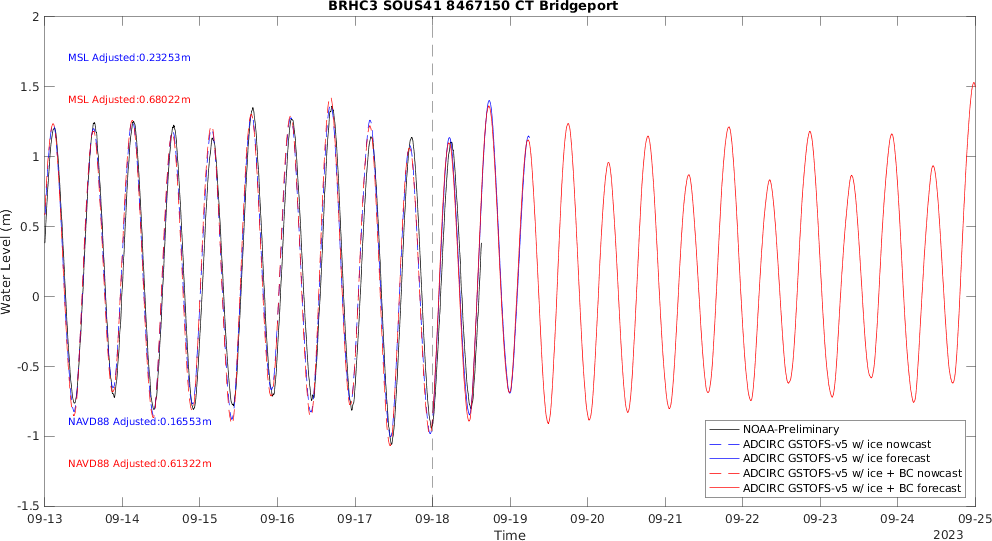 BRHC3 SOUS41 8467150 CT Bridgeport
2
1.5
1
0.5
0
-0.5
-1
-1.5
Water Level (m)
MSL Adjusted:0.23253m
MSL Adjusted:0.68022m
NAVD88 Adjusted:0.16553m
NAVD88 Adjusted:0.61322m
NOAA-Preliminary
ADCIRC GSTOFS-v5 w/ ice nowcast
ADCIRC GSTOFS-v5 w/ ice forecast
ADCIRC GSTOFS-v5 w/ ice + BC nowcast
ADCIRC GSTOFS-v5 w/ ice + BC forecast
09-13 09-14 09-15 09-16 09-17 09-18 09-19 09-20 09-21 09-22 09-23 09-24 09-25
Time
2023